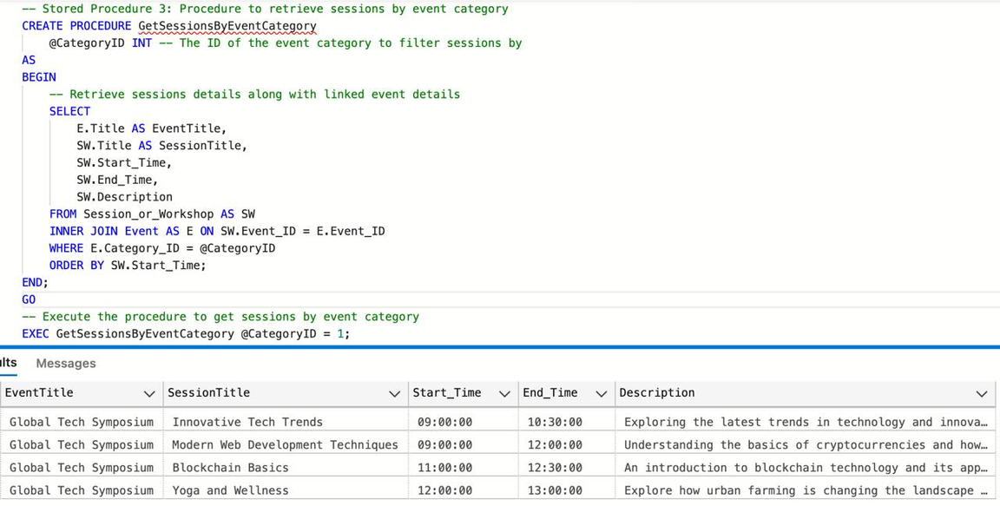 -- Stored Procedure 3: Procedure to retrieve sessions by event category
CREATE PROCEDURE GetSessionsByEventCategory
@CategoryID INT -- The ID of the event category to filter sessions by
AS
BEGIN
-- Retrieve sessions details along with linked event details
SELECT
E.Title AS EventTitle,
SW.Title AS SessionTitle,
SW.Start_Time,
SW.End_Time,
SW.Description
FROM Session_or_Workshop AS SW
INNER JOIN Event AS E ON SW.Event_ID = E.Event_ID
WHERE E.Category_ID = @CategoryID
ORDER BY SW.Start_Time;
END;
GO
-- Execute the procedure to get sessions by event category
EXEC GetSessionsByEventCategory @CategoryID = 1;
ults Messages
EventTitle SessionTitle Start_Time End_Time Description
Global Tech Symposium Innovative Tech Trends 09:00:00 10:30:00 Exploring the latest trends in technology and innova…
Global Tech Symposium Modern Web Development Techniques 09:00:00 12:00:00 Understanding the basics of cryptocurrencies and how…
Global Tech Symposium Blockchain Basics 11:00:00 12:30:00 An introduction to blockchain technology and its app…
Global Tech Symposium Yoga and Wellness 12:00:00 13:00:00 Explore how urban farming is changing the landscape …